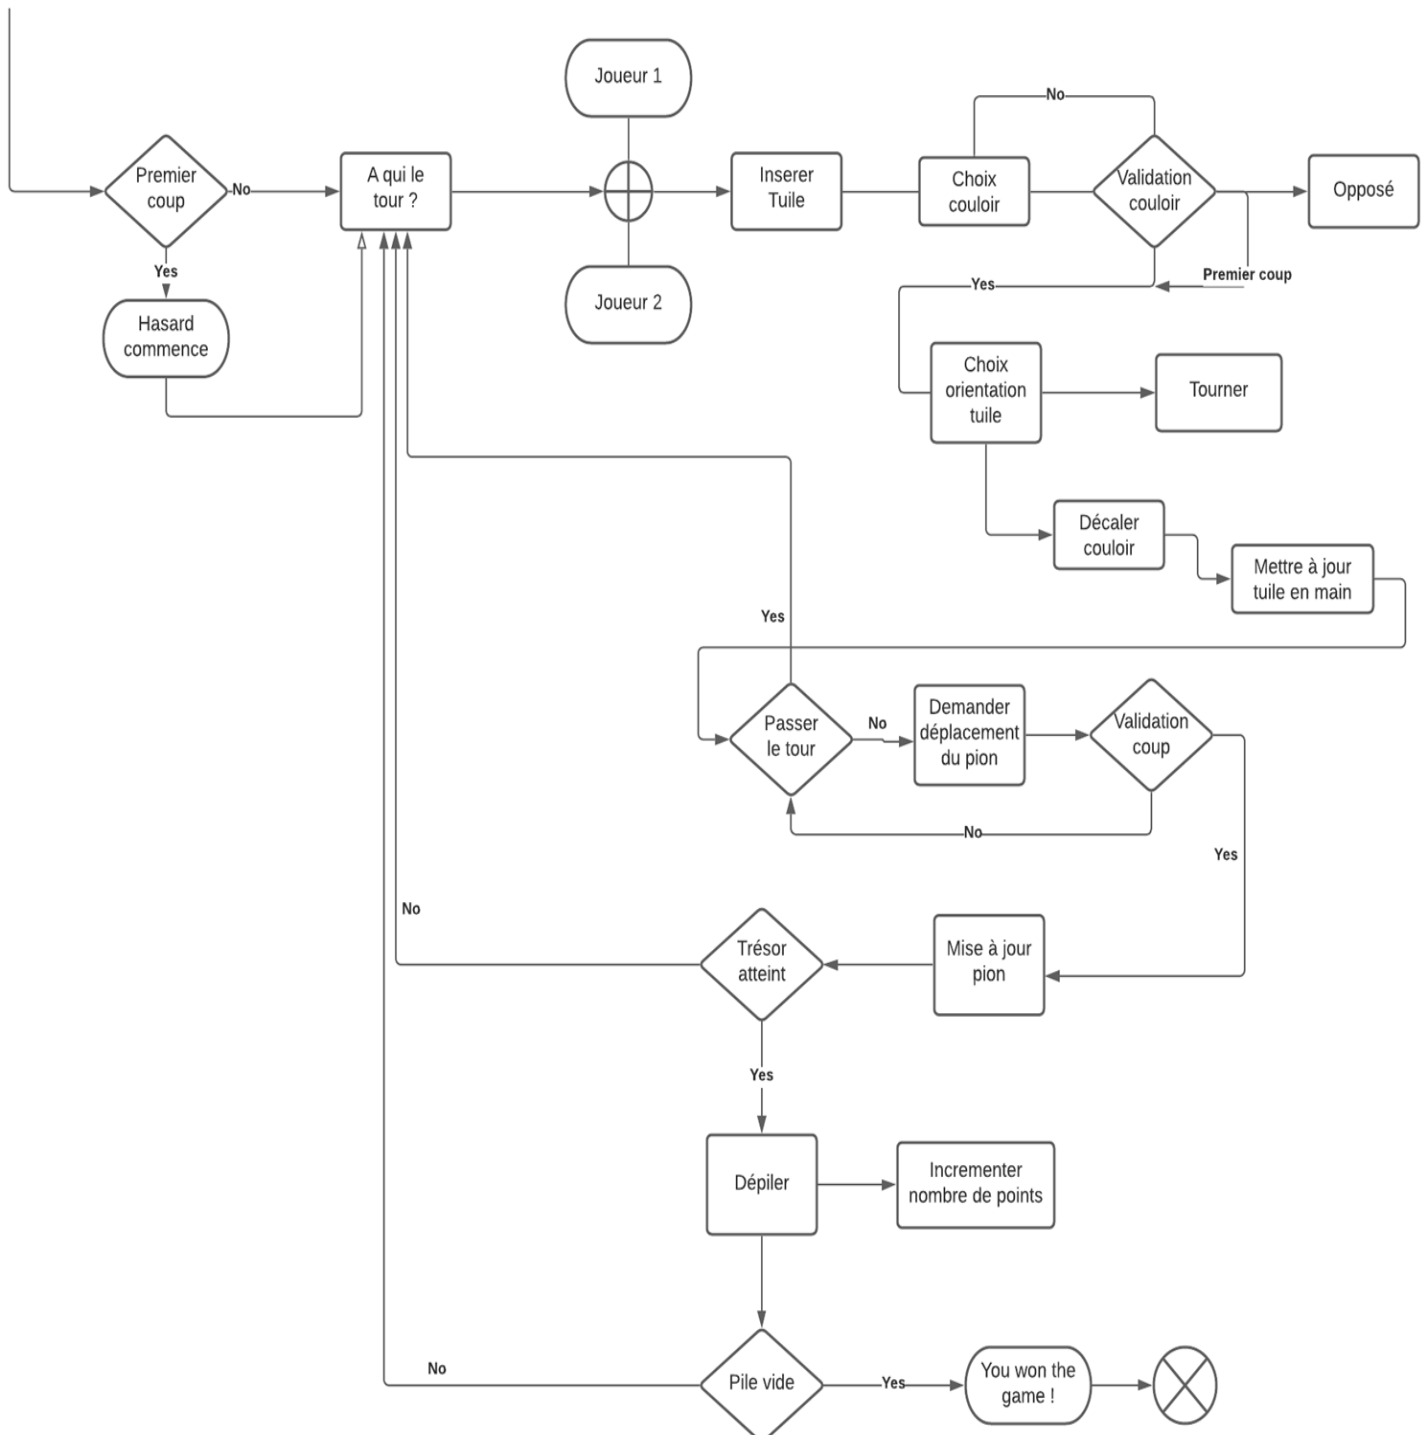 Joueur 1
No
Premier
coup
No
A qui le
tour ?
Inserer
Tuile
Choix
couloir
Validation
couloir
Opposé
Yes
Hasard
commence
Joueur 2
Premier coup
Yes
Choix
orientation
tuile
Tourner
Décaler
couloir
Mettre à jour
tuile en main
Yes
Passer
le tour
No
Demander
déplacement
du pion
Validation
coup
No
Yes
No
Trésor
atteint
Mise à jour
pion
Yes
Dépiler
Incrementer
nombre de points
No
Pile vide
Yes
You won the
game !